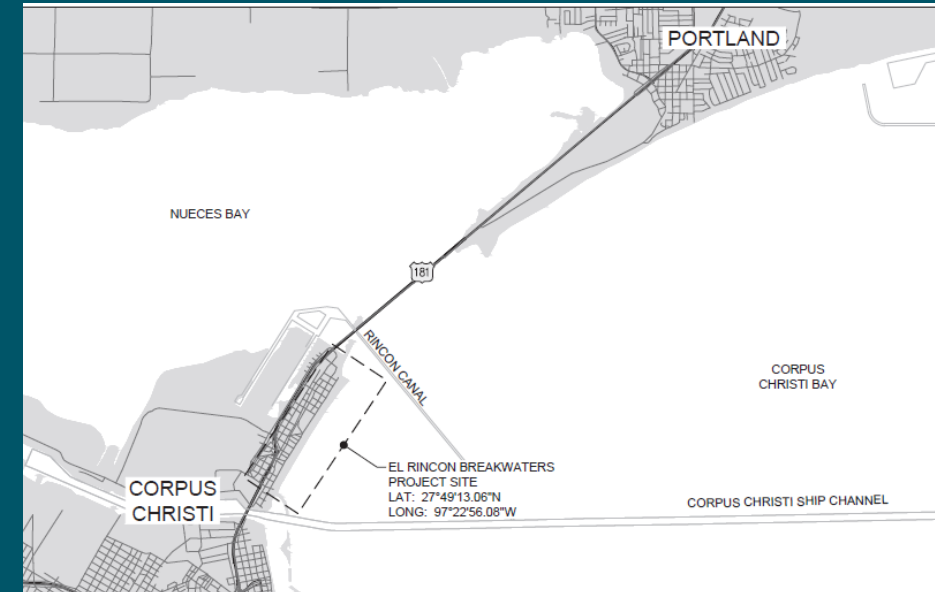 PORTLAND
NUECES BAY
181
RINCON CANAL
CORPUS
CHRISTI BAY
EL RINCON BREAKWATERS
PROJECT SITE
LAT: 27°49'13.06"N
LONG: 97°22'56.08"W
CORPUS
CHRISTI
CORPUS CHRISTI SHIP CHANNEL